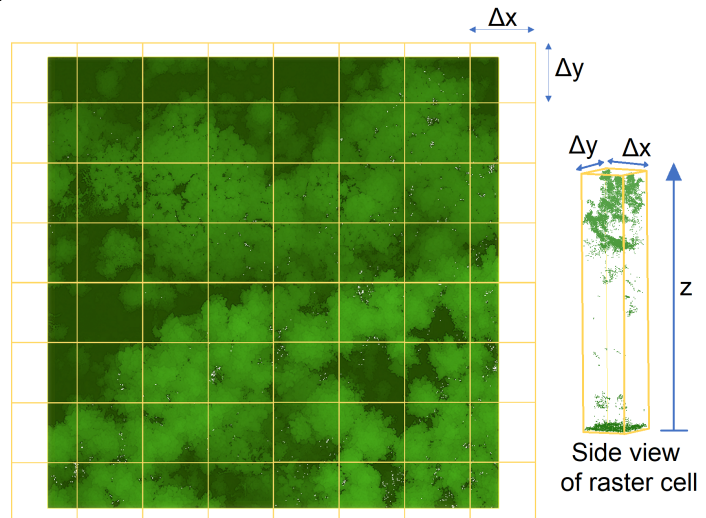 Δx
Δy
Δy
Δx
z
Side view
of raster cell